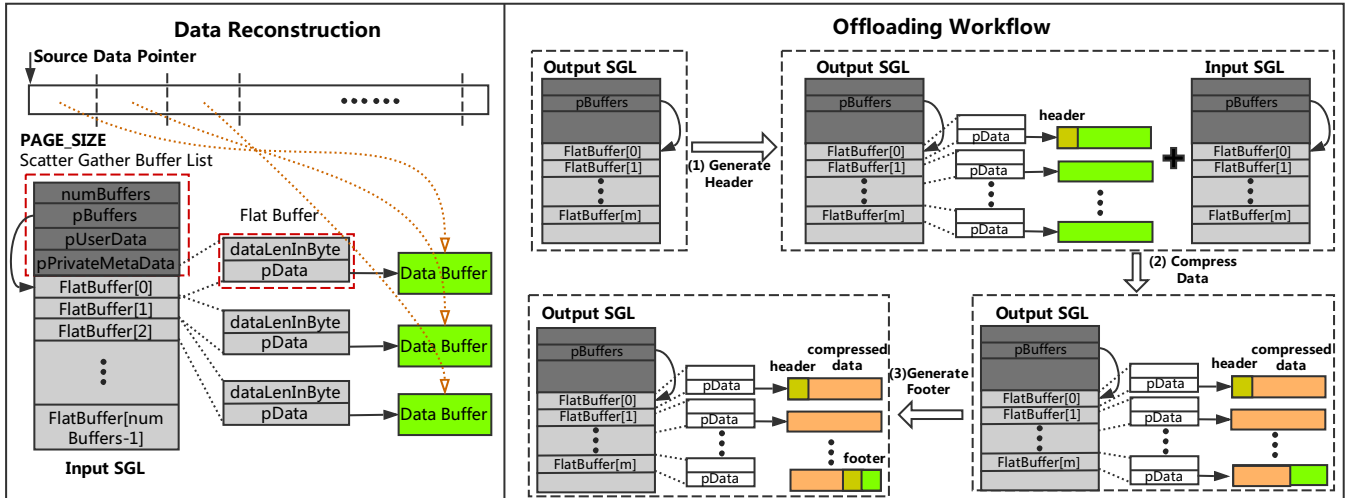 Data Reconstruction
Source Data Pointer
......
PAGE_SIZE
Scatter Gather Buffer List
numBuffers
pBuffers
pUserData
pPrivateMetaData
FlatBuffer[0]
FlatBuffer[1]
FlatBuffer[2]
FlatBuffer[num
Buffers-1]
Input SGL
Flat Buffer
dataLenInByte
pData
dataLenInByte
pData
dataLenInByte
pData
Data Buffer
Data Buffer
Data Buffer
Offloading Workflow
Output SGL
pBuffers
FlatBuffer[0]
FlatBuffer[1]
FlatBuffer[m]
(1) Generate
Header
Output SGL
pBuffers
FlatBuffer[0]
FlatBuffer[1]
FlatBuffer[m]
pData
pData
pData
header
+
Input SGL
pBuffers
FlatBuffer[0]
FlatBuffer[1]
FlatBuffer[m]
(2) Compress
Data
Output SGL
pBuffers
FlatBuffer[0]
FlatBuffer[1]
FlatBuffer[m]
pData
pData
pData
header
compressed
data
(3)Generate
Footer
Output SGL
pBuffers
FlatBuffer[0]
FlatBuffer[1]
FlatBuffer[m]
pData
pData
pData
header
compressed
data
footer